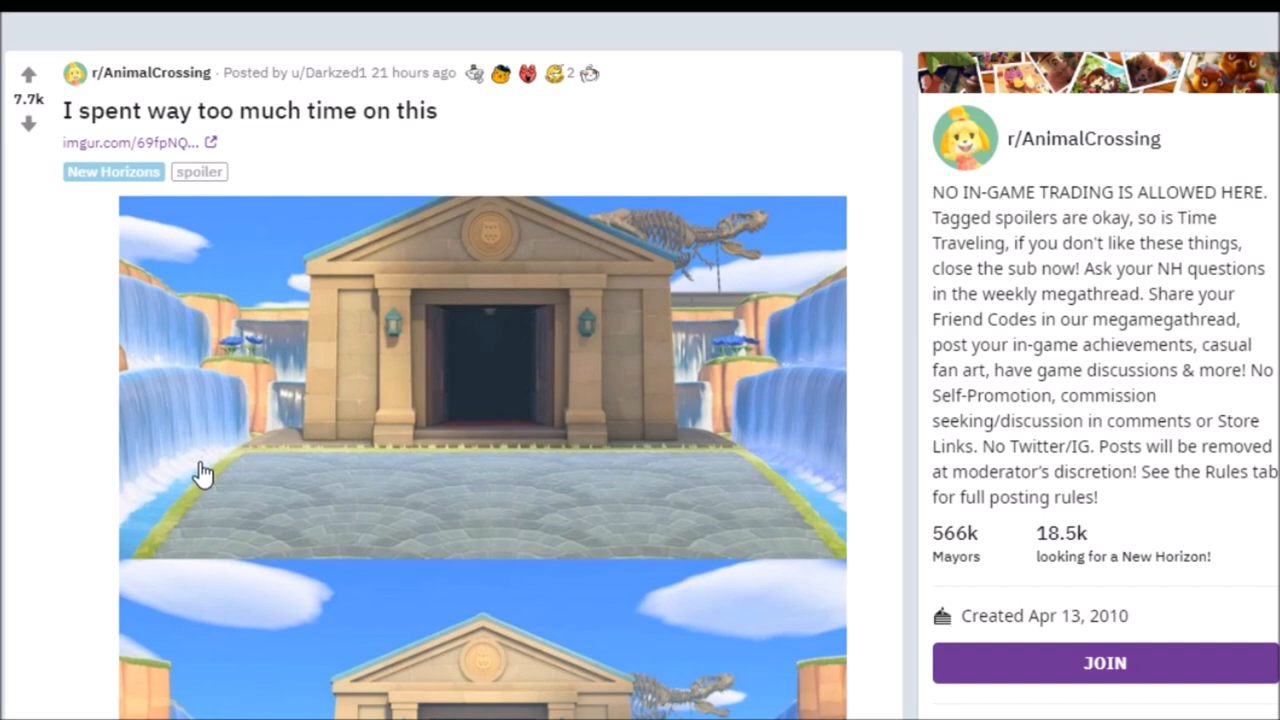 r/AnimalCrossing · Posted by u/Darkzed1 21 hours ago 2
7.7k
I spent way too much time on this
imgur.com/69fpNQ...
New Horizons spoiler
r/AnimalCrossing
NO IN-GAME TRADING IS ALLOWED HERE.
Tagged spoilers are okay, so is Time
Traveling, if you don't like these things,
close the sub now! Ask your NH questions
in the weekly megathread. Share your
Friend Codes in our megamegathread,
post your in-game achievements, casual
fan art, have game discussions & more! No
Self-Promotion, commission
seeking/discussion in comments or Store
Links. No Twitter/IG. Posts will be removed
at moderator's discretion! See the Rules tab
for full posting rules!
566k 18.5k
Mayors looking for a New Horizon!
Created Apr 13, 2010
JOIN